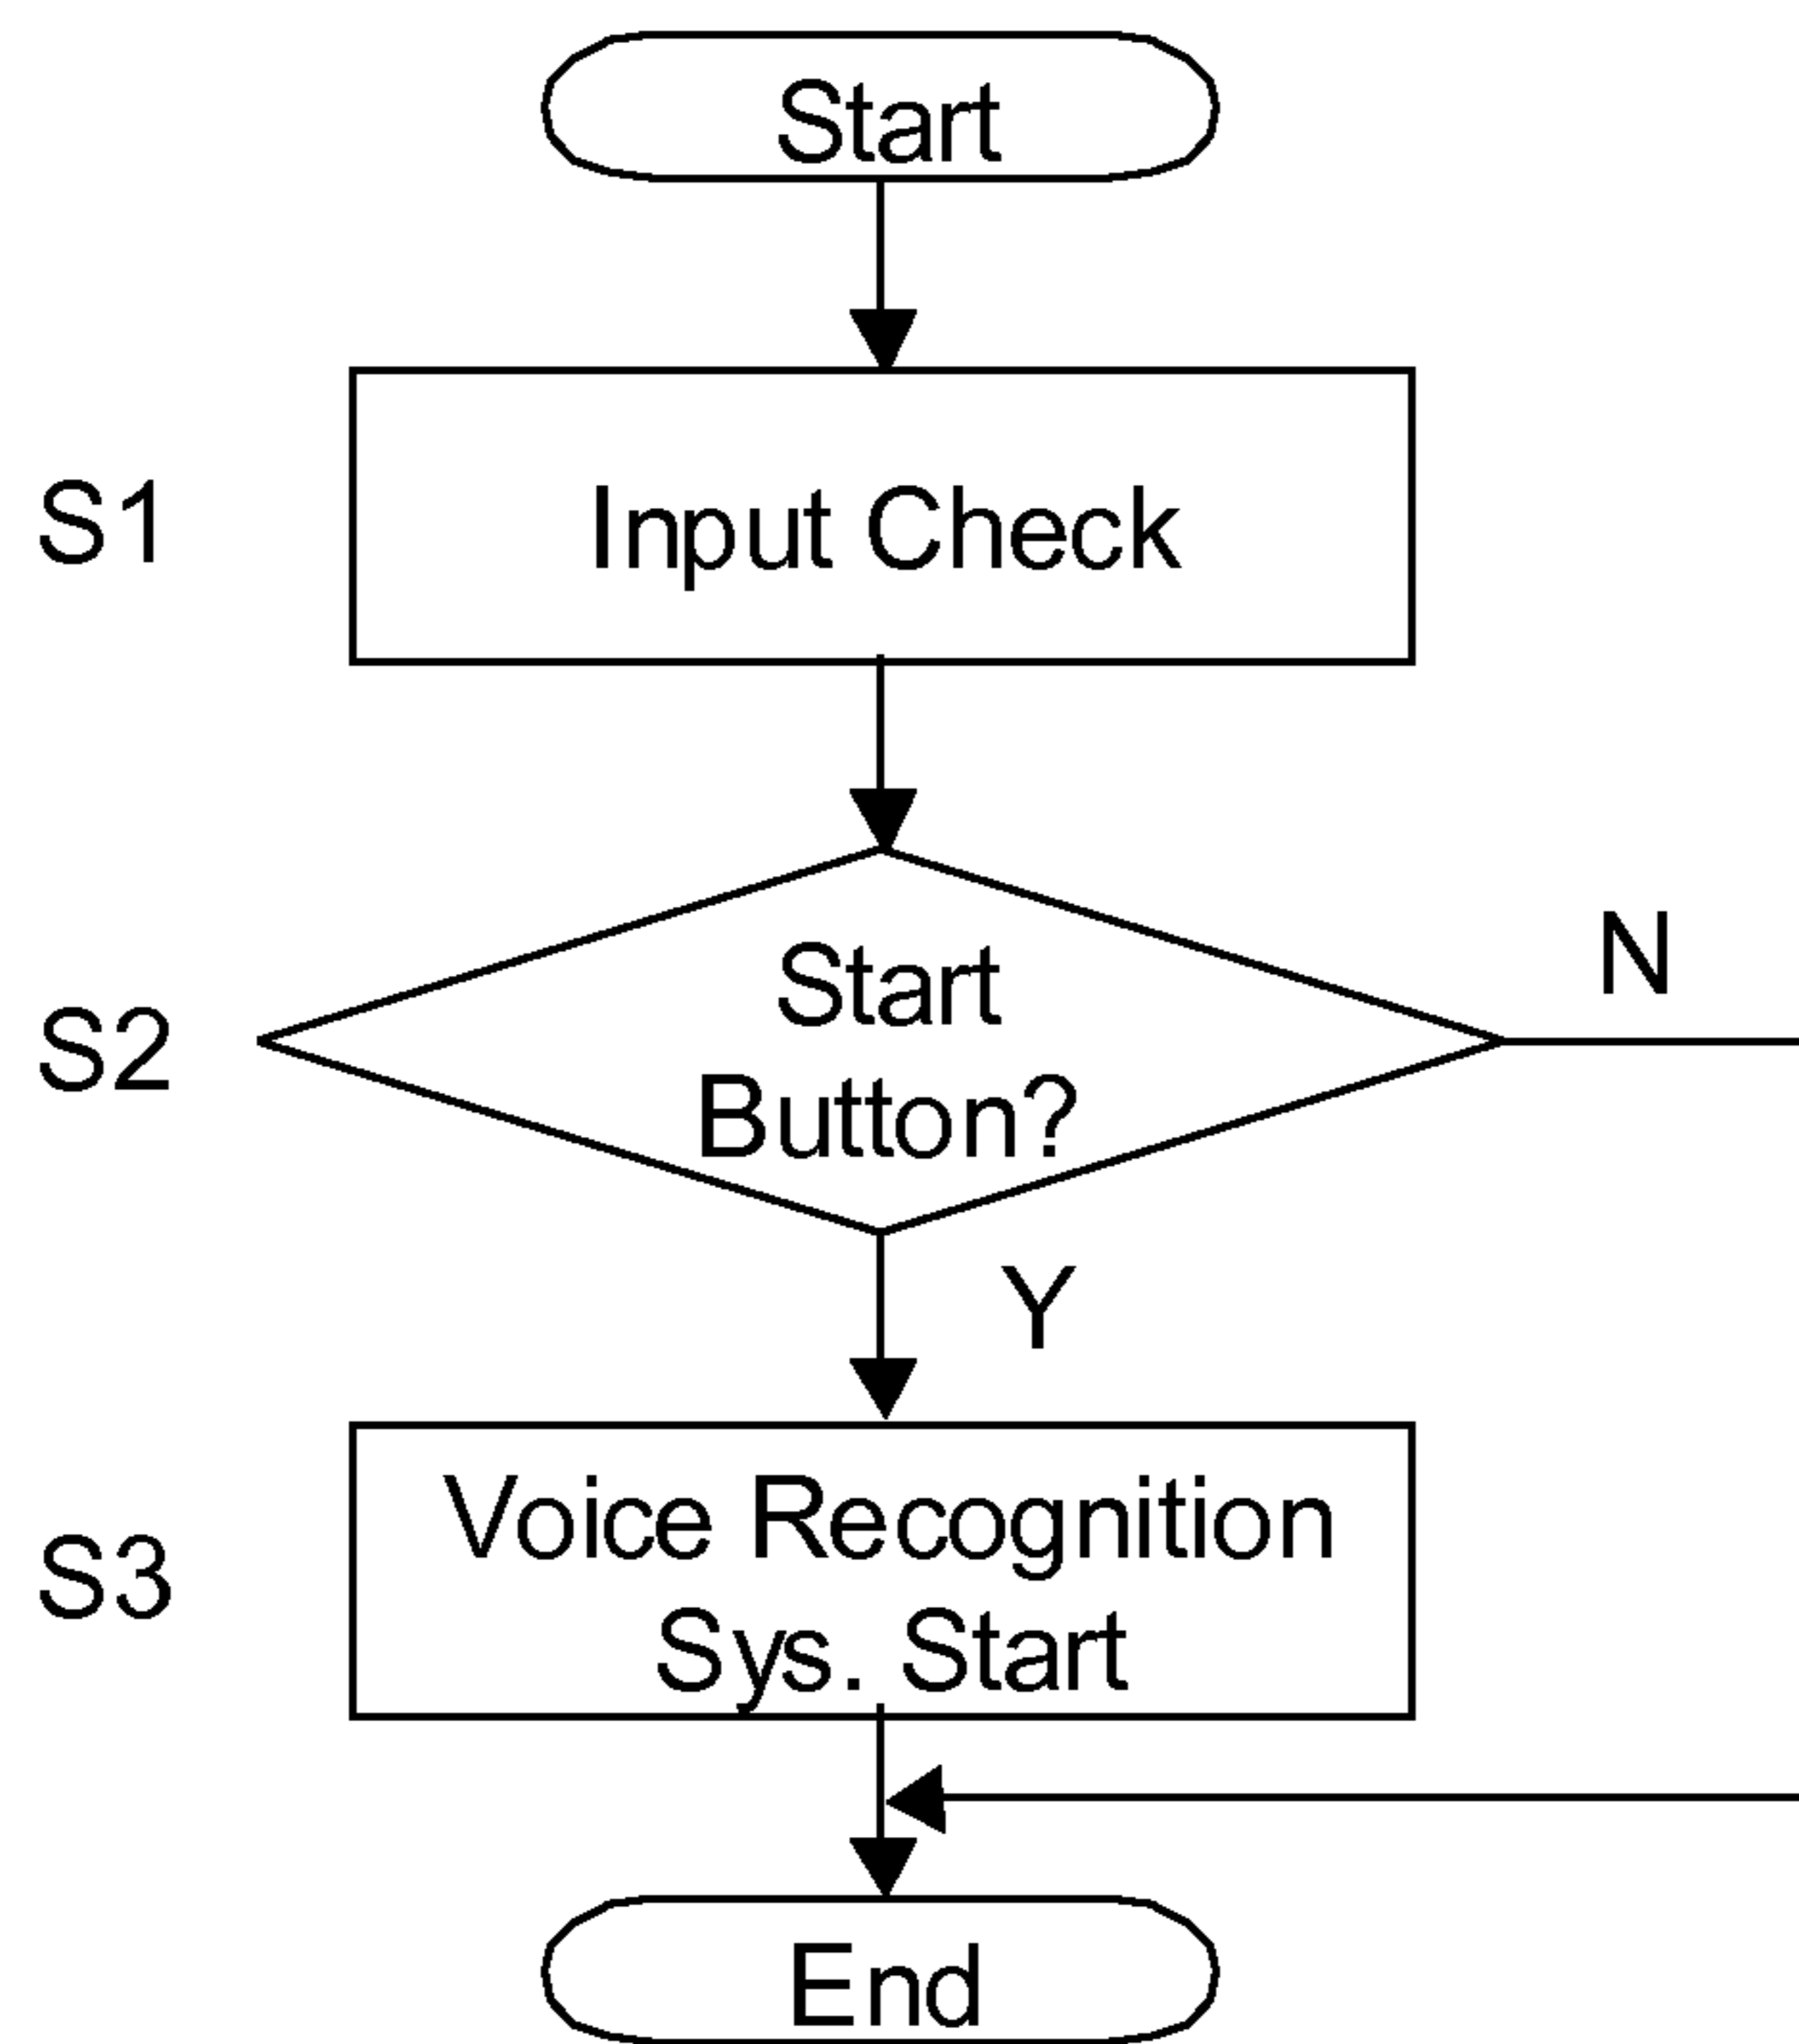 Start
S1
Input Check
S2
Start
Button?
N
Y
S3
Voice Recognition
Sys. Start
End